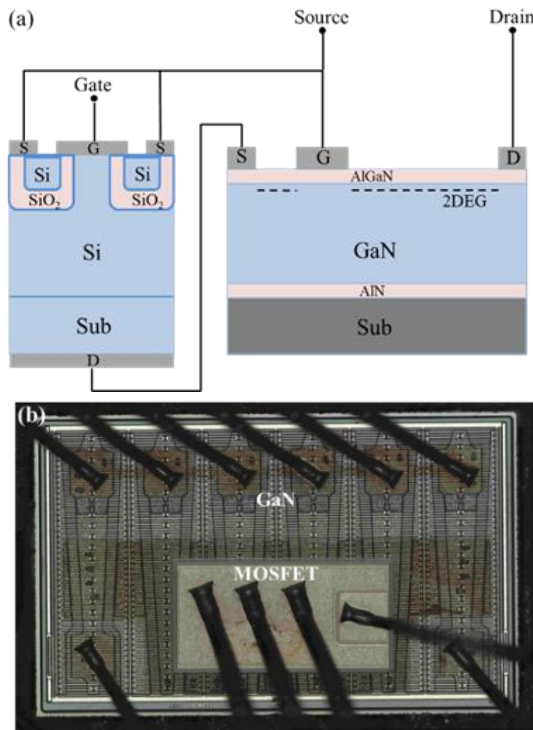 (a)
Source
Drain
Gate
S
G
S
S
G
D
Si
Si
SiO₂
SiO₂
AlGaN
2DEG
Si
GaN
AlN
Sub
Sub
D
(b)
GaN
MOSFET